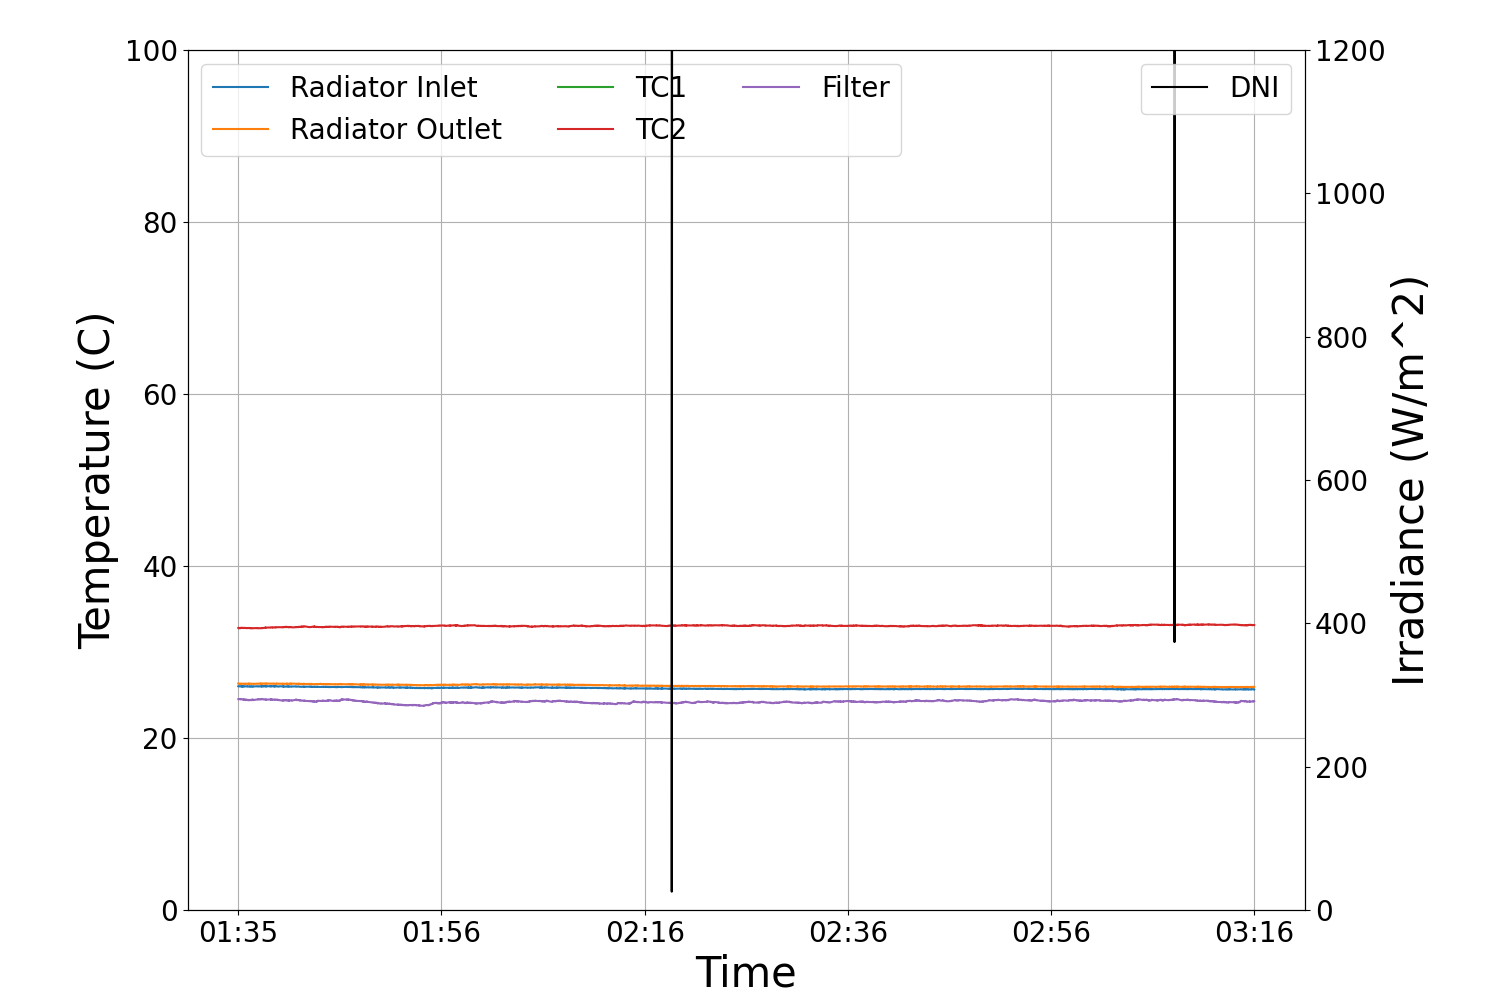 100
80
60
40
20
0
Temperature (C)
Radiator Inlet
Radiator Outlet
TC1
TC2
Filter
DNI
1200
1000
800
600
400
200
0
Irradiance (W/m^2)
01:35 01:56 02:16 02:36 02:56 03:16
Time